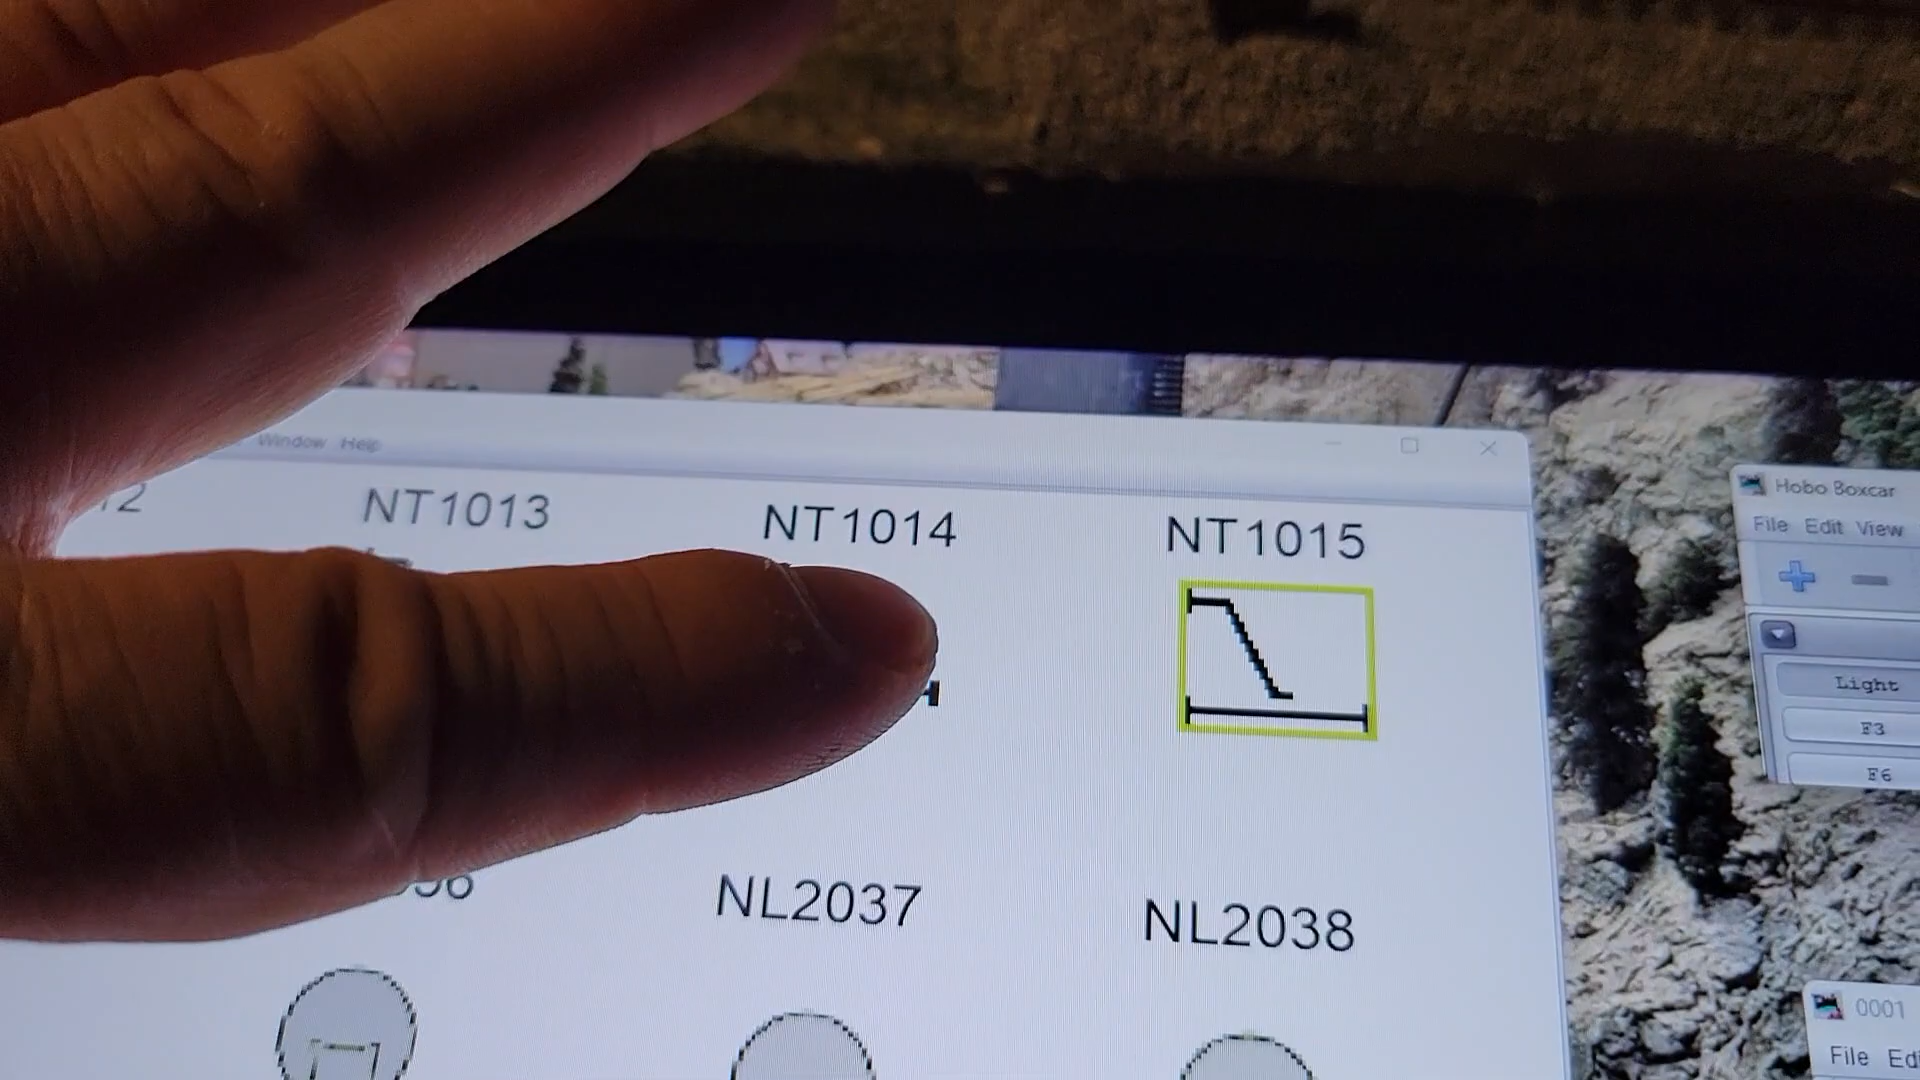 Window Help
NT1013
NT1014
NT1015
NL2037
NL2038
Hobo Boxcar
File Edit View
Light
F3
F6
0001
File